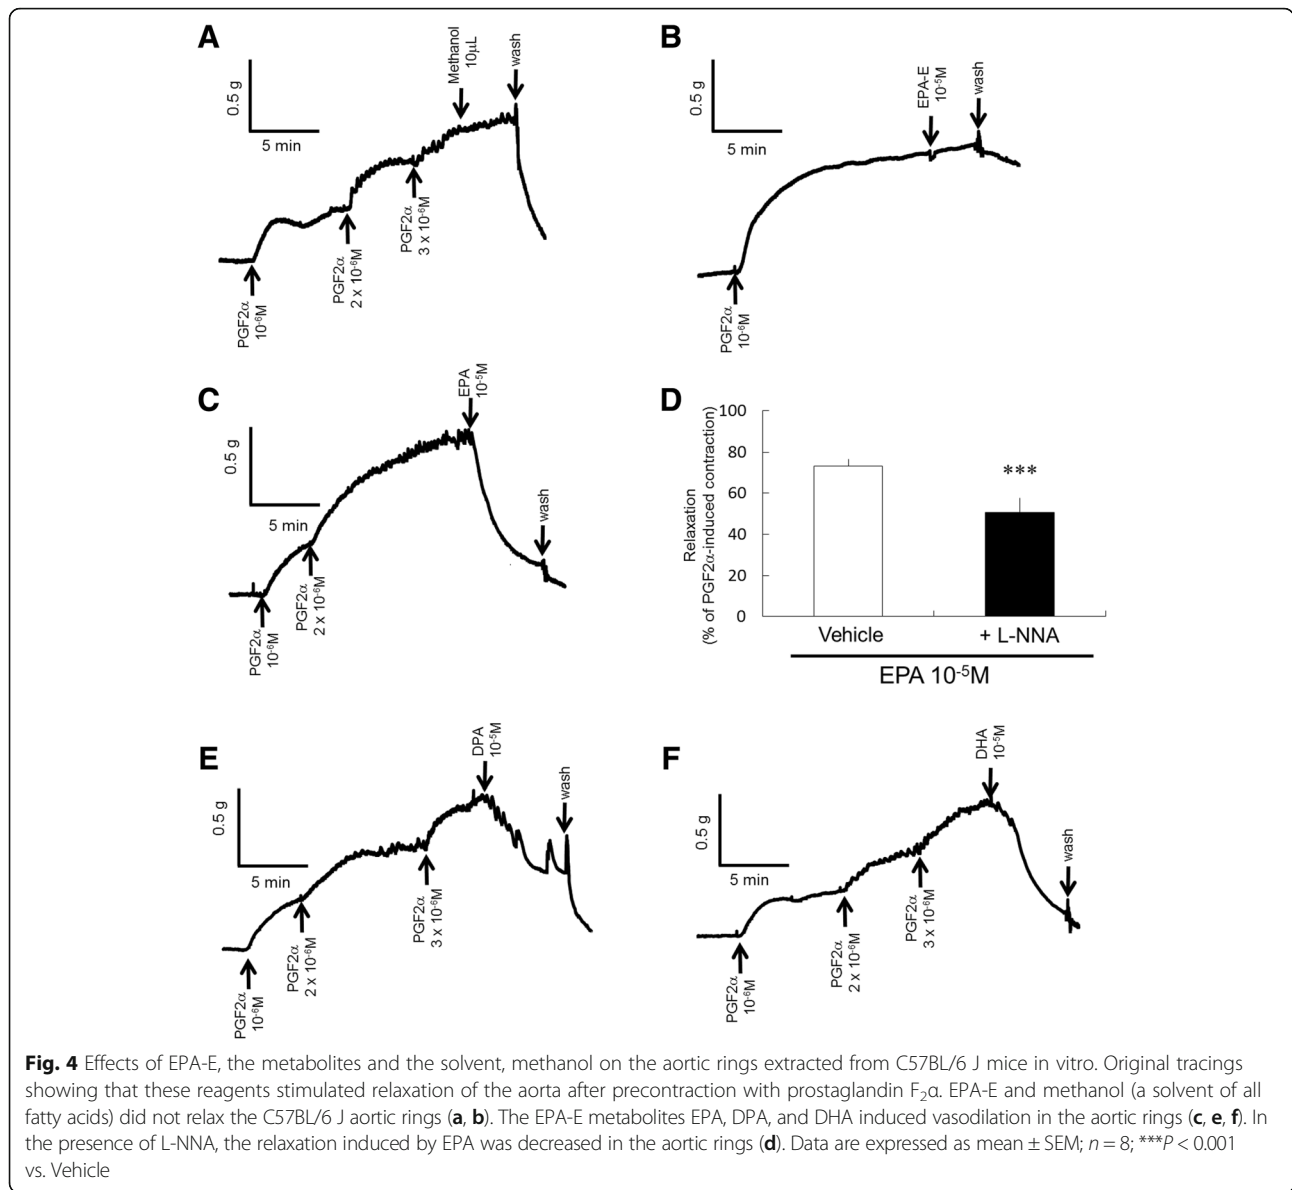 A
0.5 g
5 min
Methanol
10μL
wash
PGF2α
10-6M
PGF2α
2 x 10-6M
PGF2α
3 x 10-6M
B
0.5 g
5 min
EPA-E
10-5M
wash
PGF2α
10-6M
C
0.5 g
5 min
EPA
10-5M
wash
PGF2α
10-6M
PGF2α
2 x 10-6M
D
Relaxation
(% of PGF2α-induced contraction)
100
80
60
40
20
0
***
Vehicle
+ L-NNA
EPA 10-5M
E
0.5 g
5 min
DPA
10-5M
wash
PGF2α
10-6M
PGF2α
2 x 10-6M
PGF2α
3 x 10-6M
F
0.5 g
5 min
DHA
10-5M
wash
PGF2α
10-6M
PGF2α
2 x 10-6M
PGF2α
3 x 10-6M
Fig. 4 Effects of EPA-E, the metabolites and the solvent, methanol on the aortic rings extracted from C57BL/6 J mice in vitro. Original tracings
showing that these reagents stimulated relaxation of the aorta after precontraction with prostaglandin F₂α. EPA-E and methanol (a solvent of all
fatty acids) did not relax the C57BL/6 J aortic rings (a, b). The EPA-E metabolites EPA, DPA, and DHA induced vasodilation in the aortic rings (c, e, f). In
the presence of L-NNA, the relaxation induced by EPA was decreased in the aortic rings (d). Data are expressed as mean ± SEM; n = 8; ***P < 0.001
vs. Vehicle